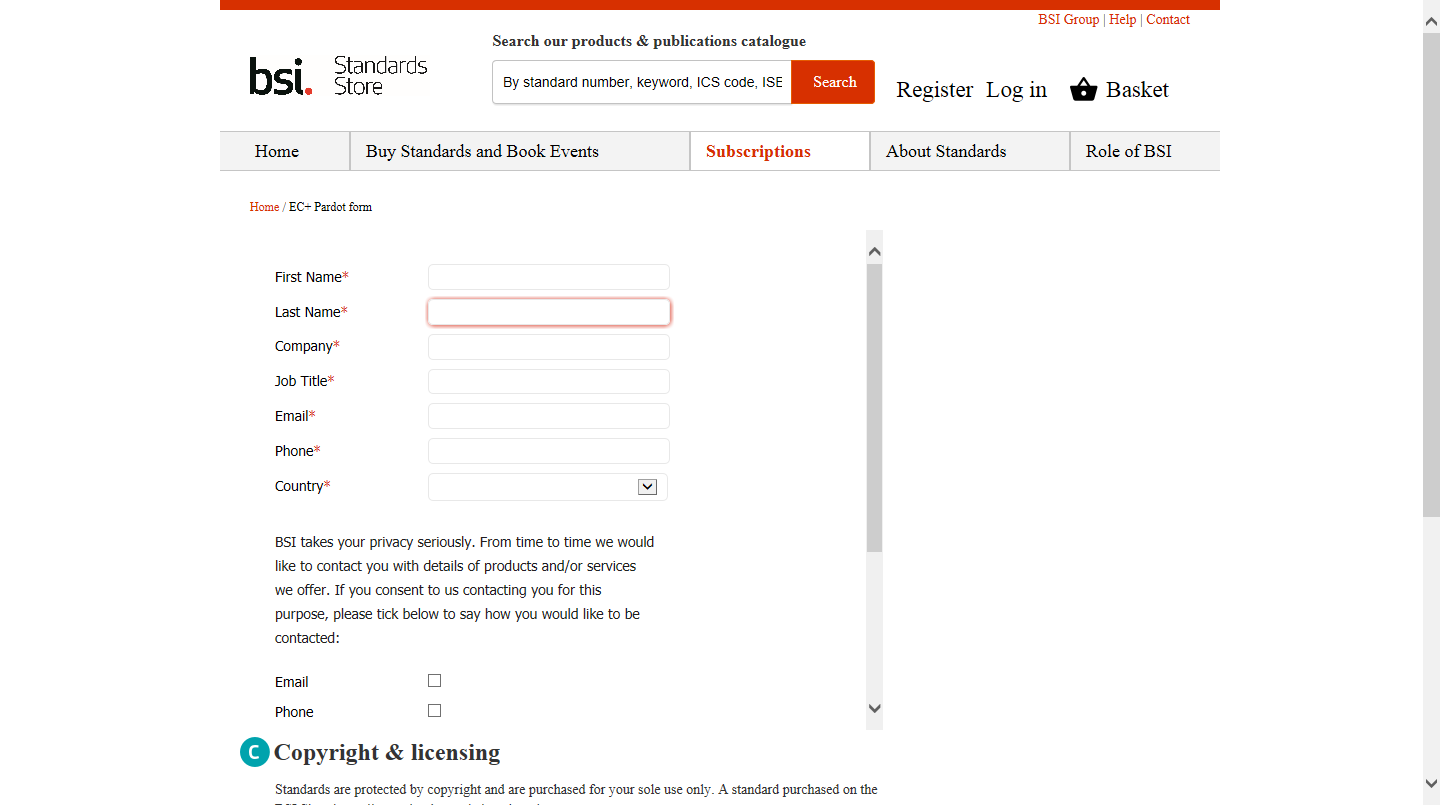 BSI Group | Help | Contact
Search our products & publications catalogue
bsi. Standards Store
By standard number, keyword, ICS code, ISE
Search
Register Log in Basket
Home Buy Standards and Book Events Subscriptions About Standards Role of BSI
Home / EC+ Pardot form
First Name*
Last Name*
Company*
Job Title*
Email*
Phone*
Country*
BSI takes your privacy seriously. From time to time we would
like to contact you with details of products and/or services
we offer. If you consent to us contacting you for this
purpose, please tick below to say how you would like to be
contacted:
Email
Phone
C Copyright & licensing
Standards are protected by copyright and are purchased for your sole use only. A standard purchased on the